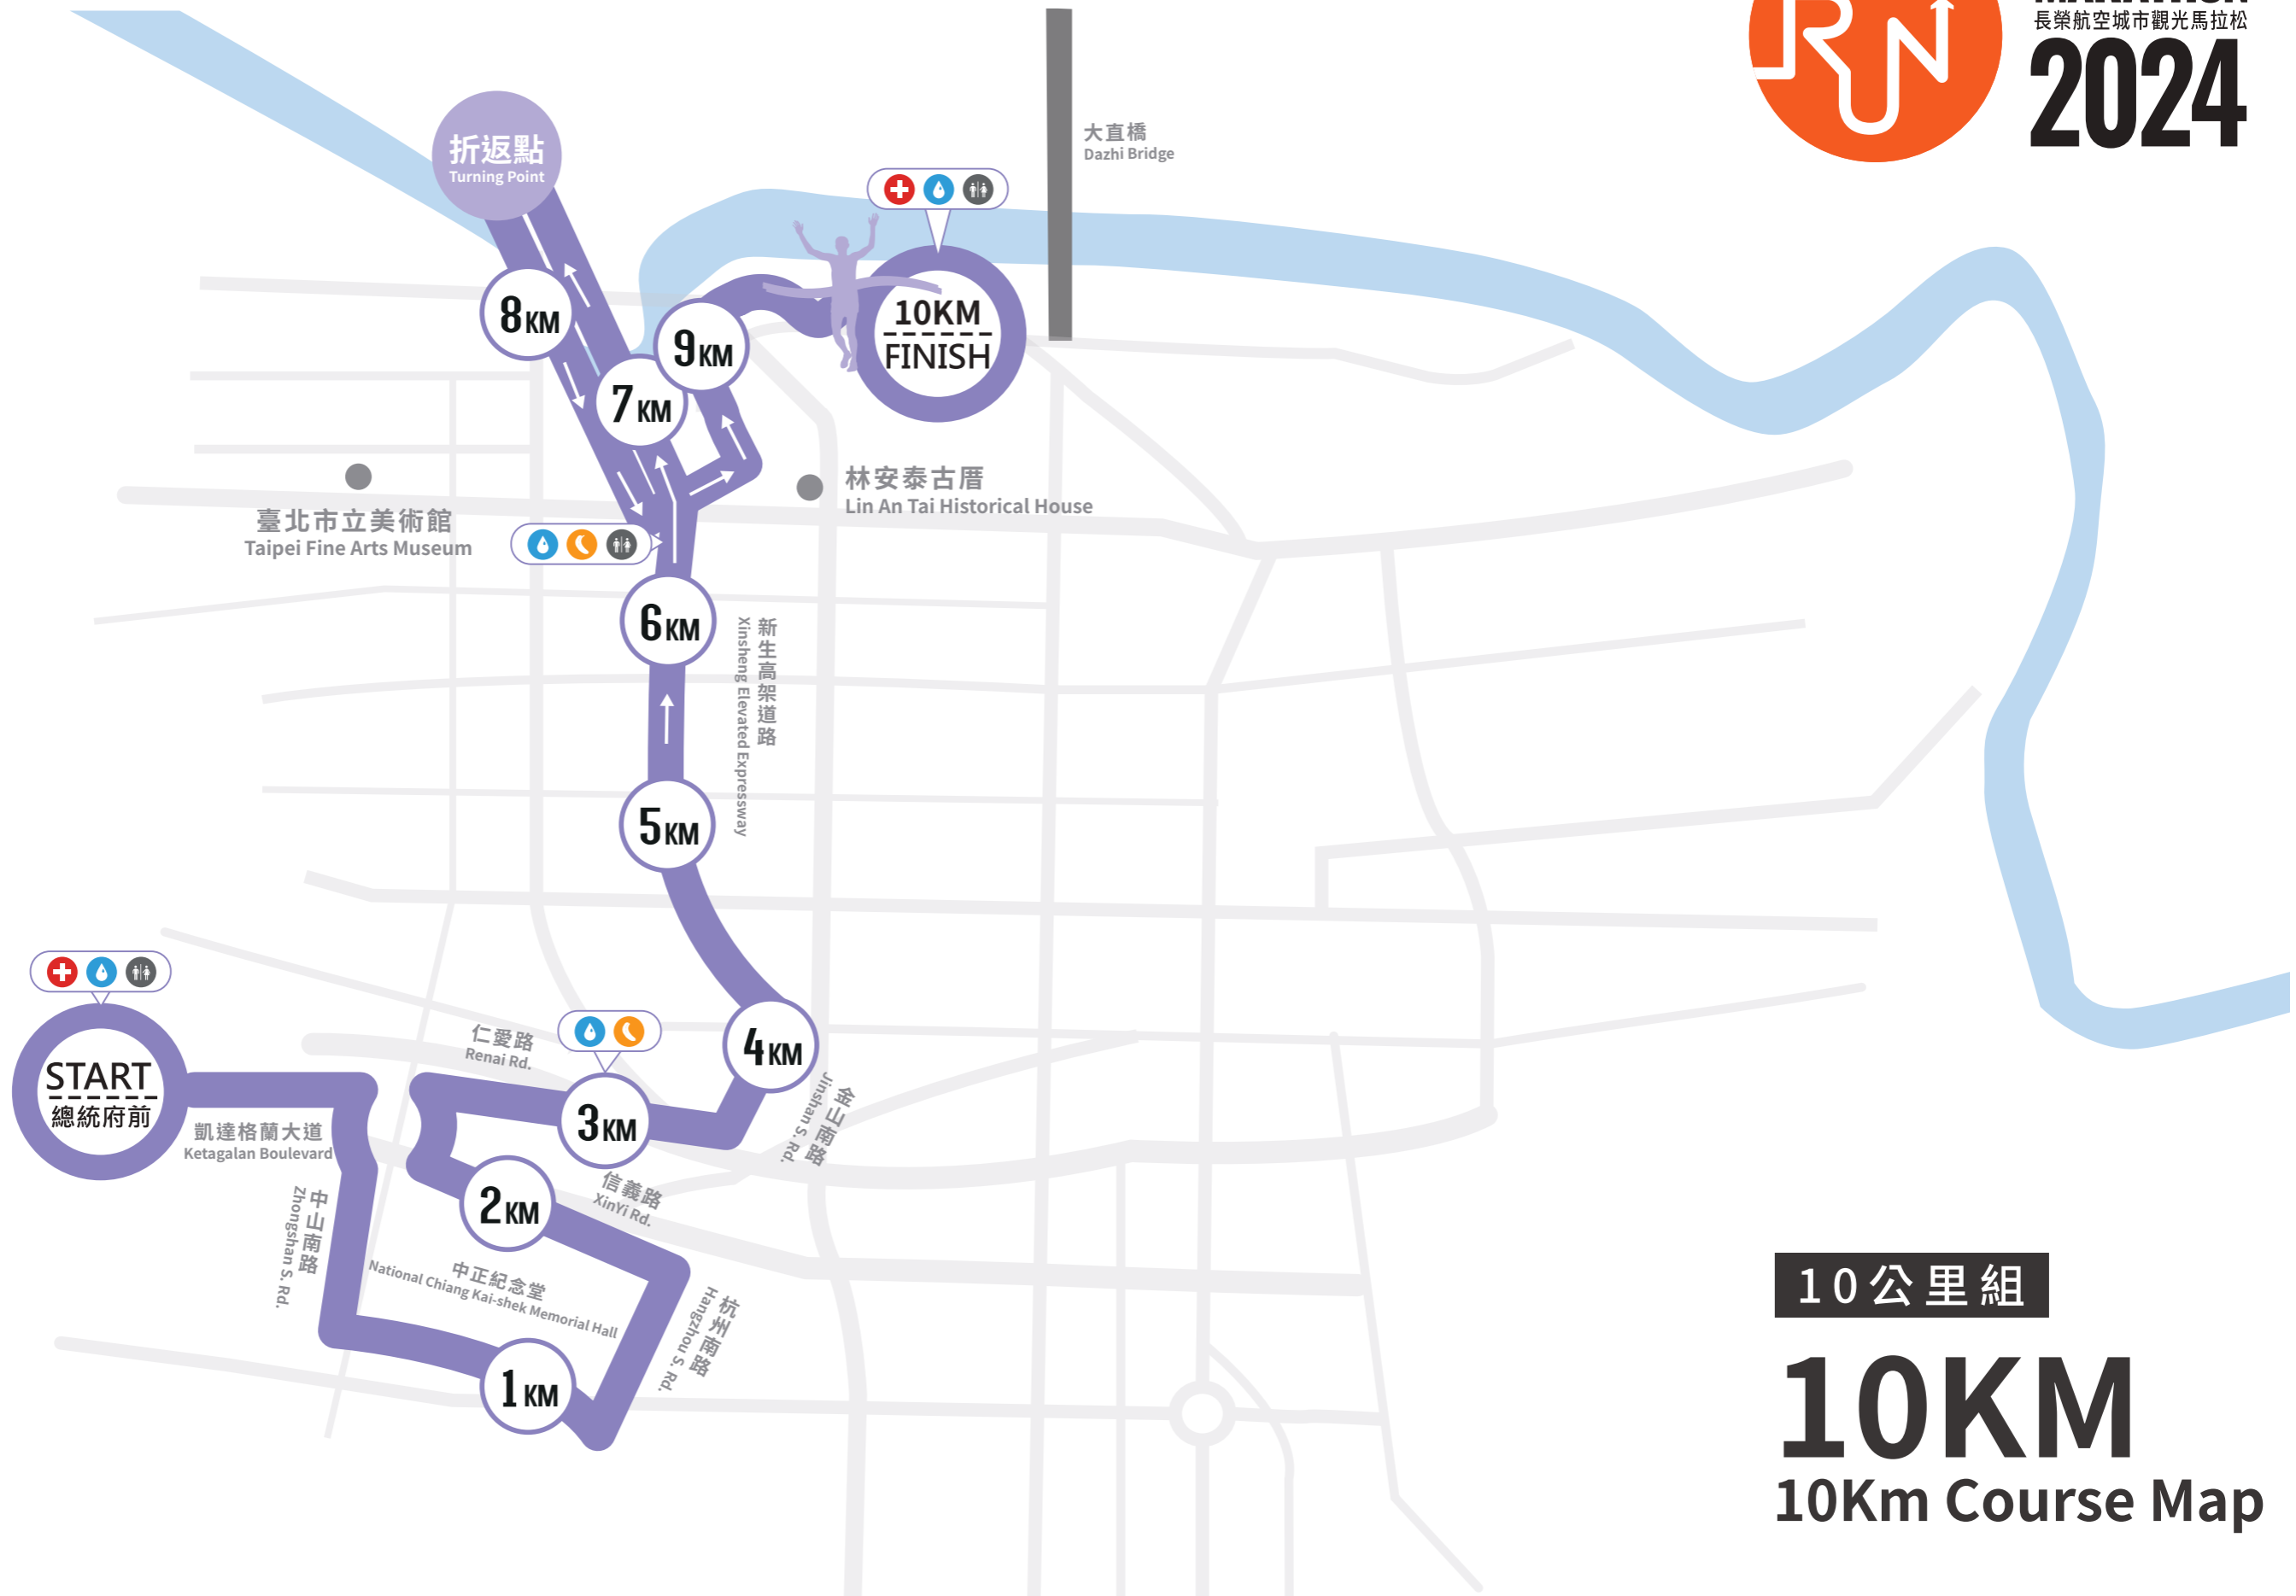 RUN
長榮航空城市觀光馬拉松
2024
折返點
Turning Point
大直橋
Dazhi Bridge
8KM
9KM
10KM
FINISH
7KM
林安泰古厝
Lin An Tai Historical House
臺北市立美術館
Taipei Fine Arts Museum
6KM
新生高架道路
Xinsheng Elevated Expressway
5KM
4KM
仁愛路
Renai Rd.
START
總統府前
3KM
金山南路
Jinshan S. Rd.
凱達格蘭大道
Ketagalan Boulevard
信義路
XinYi Rd.
2KM
中山南路
Zhongshan S. Rd.
中正紀念堂
National Chiang Kai-shek Memorial Hall
杭州南路
Hangzhou S. Rd.
1KM
10公里組
10KM
10Km Course Map